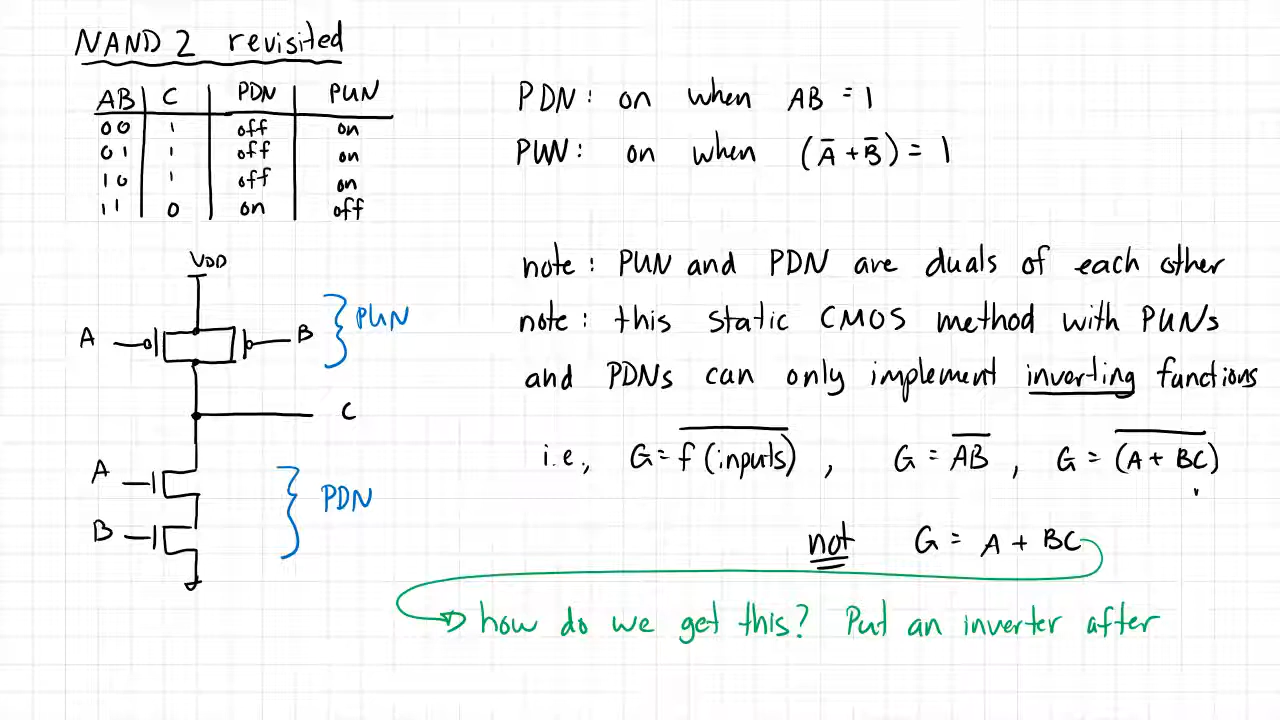 NAND 2 revisited
AB C PDN PUN
00 1 off on
01 1 off on
10 1 off on
11 0 on off
PDN: on when AB = 1
PUN: on when (A̅ + B̅) = 1
note: PUN and PDN are duals of each other
note: this static CMOS method with PUNs
and PDNs can only implement inverting functions
i.e., G = f(inputs)̅ , G = A̅B̅ , G = (A + BC)̅
not G = A + BC
how do we get this? Put an inverter after
VDD
A B PUN
C
A
PDN
B